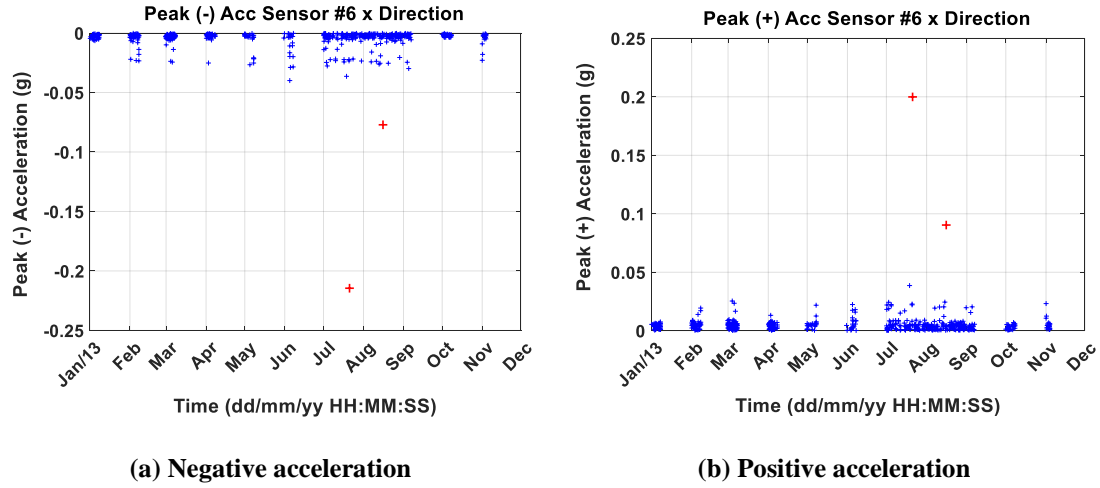 Peak (-) Acc Sensor #6 x Direction
0
-0.05
-0.1
-0.15
-0.2
-0.25
Peak (-) Acceleration (g)
Jan/13 Feb Mar Apr May Jun Jul Aug Sep Oct Nov Dec
Time (dd/mm/yy HH:MM:SS)
(a) Negative acceleration
Peak (+) Acc Sensor #6 x Direction
0.25
0.2
0.15
0.1
0.05
0
Peak (+) Acceleration (g)
Jan/13 Feb Mar Apr May Jun Jul Aug Sep Oct Nov Dec
Time (dd/mm/yy HH:MM:SS)
(b) Positive acceleration